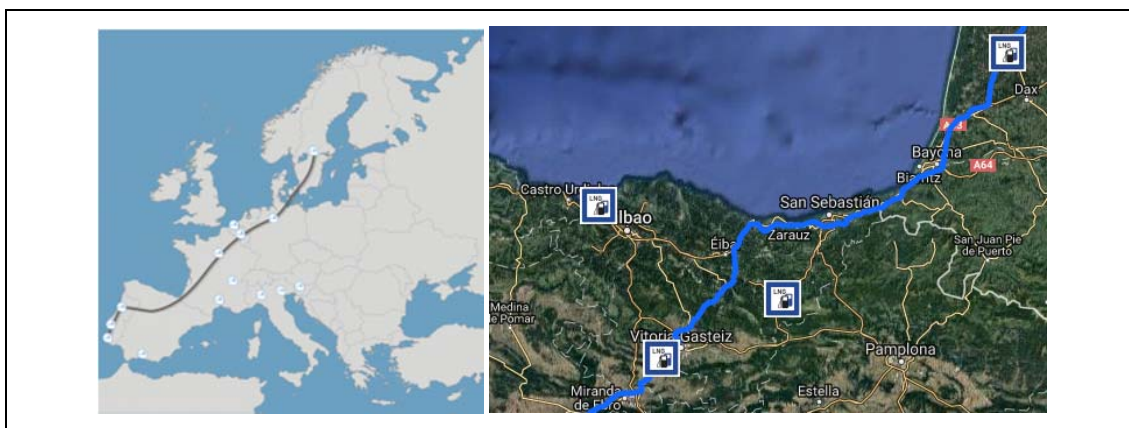 LNG
Dax
A63
Bayona
A64
Biarritz
Castro Urdiales
LNG
San Sebastián
Bilbao
Zarauz
Éibar
San Juan Pie
de Puerto
LNG
Medina
de Pomar
Vitoria-Gasteiz
LNG
Pamplona
Miranda
de Ebro
Estella